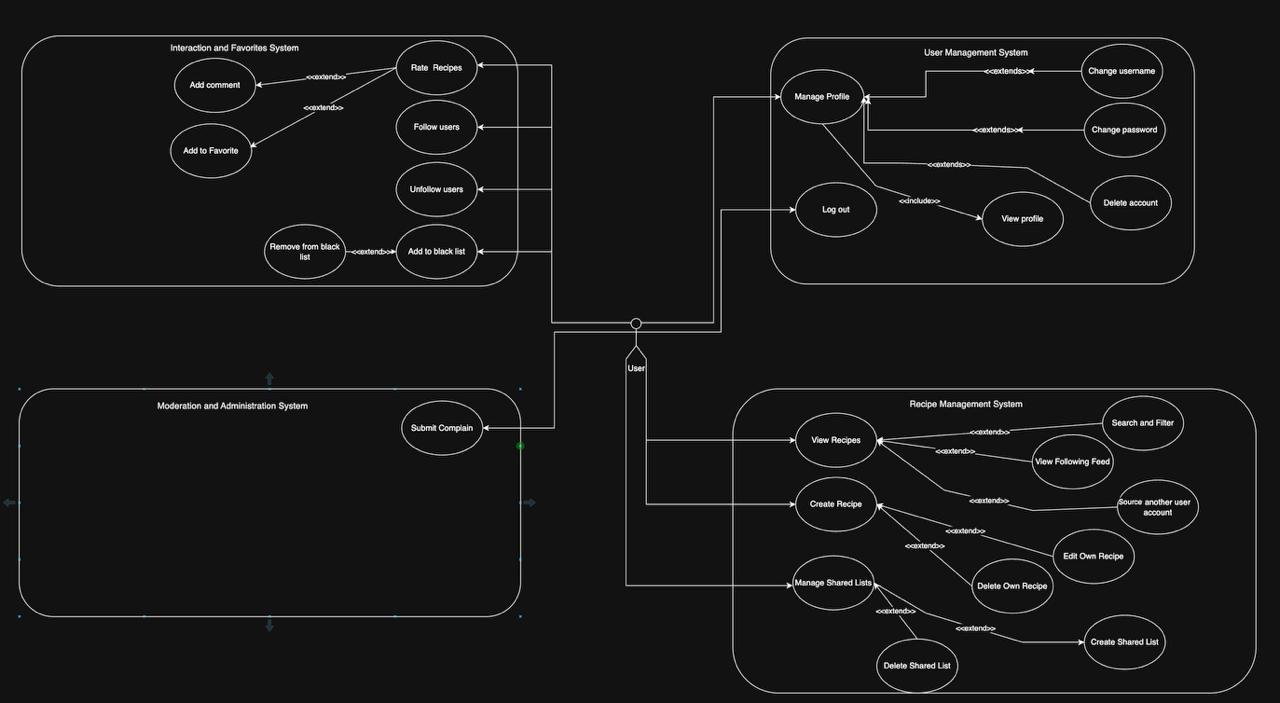 Interaction and Favorites System
Rate Recipes
Add comment
<<extend>>
<<extend>>
Follow users
Add to Favorite
Unfollow users
Remove from black
list
<<extend>>
Add to black list
User Management System
Change username
<<extends>>
Manage Profile
Change password
<<extends>>
<<extends>>
Delete account
<<include>>
Log out
View profile
User
Moderation and Administration System
Submit Complain
Recipe Management System
Search and Filter
<<extend>>
View Recipes
<<extend>>
View Following Feed
<<extend>>
Source another user
account
Create Recipe
<<extend>>
<<extend>>
Edit Own Recipe
Delete Own Recipe
Manage Shared Lists
<<extend>>
<<extend>>
Create Shared List
Delete Shared List